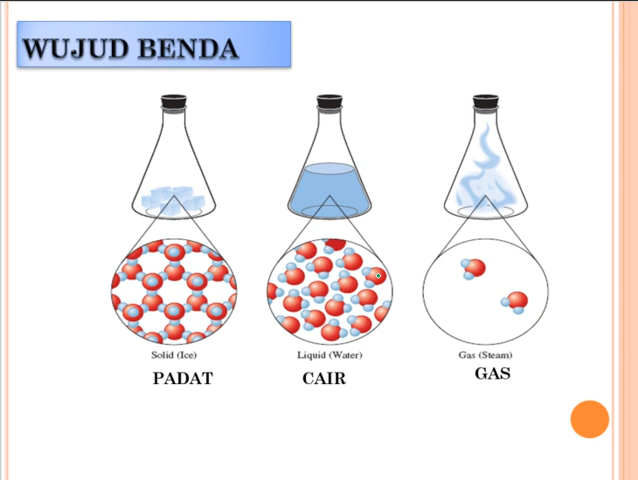 WUJUD BENDA
Solid (Ice)
Liquid (Water)
Gas (Steam)
PADAT
CAIR
GAS